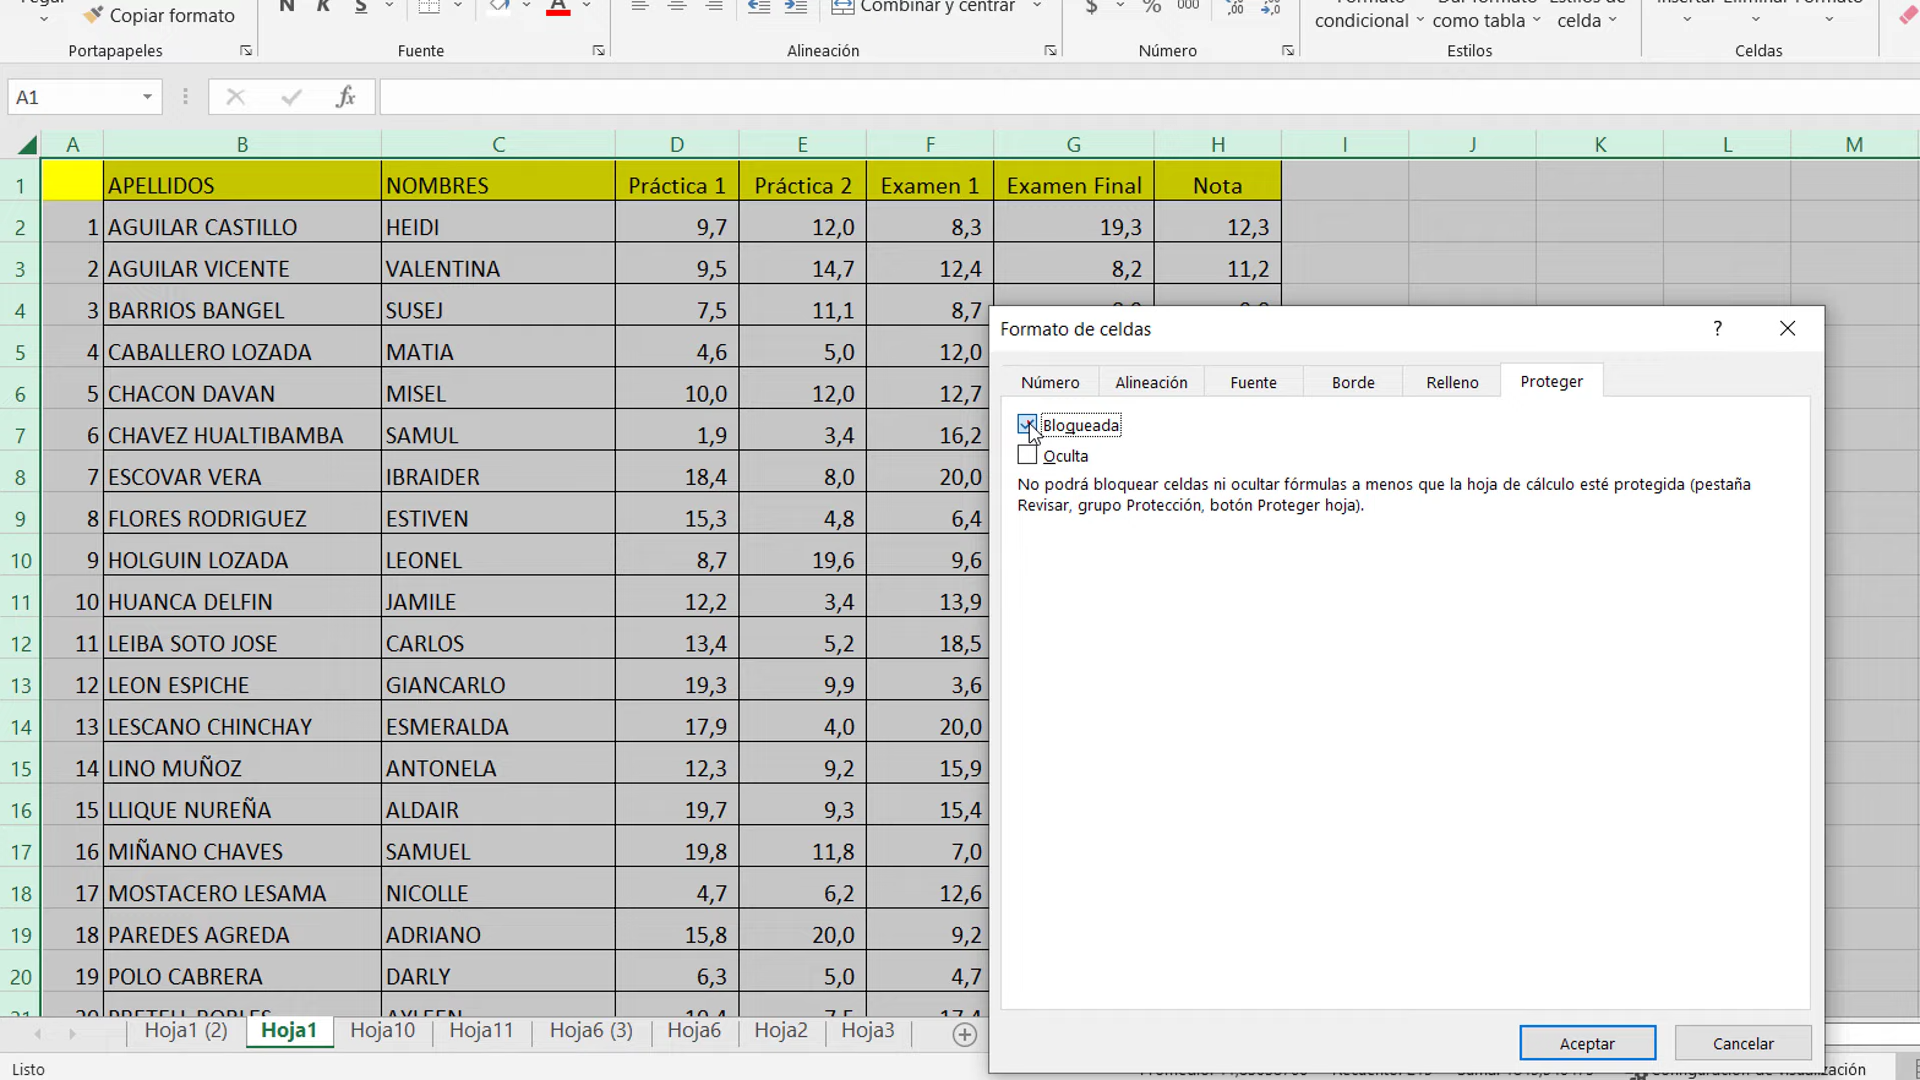 Copiar formato
N K S
A
Combinar y centrar
$ % 000
condicional como tabla celda
Portapapeles Fuente Alineación Número Estilos Celdas
A1 fx
A B C D E F G H I J K L M
1 APELLIDOS NOMBRES Práctica 1 Práctica 2 Examen 1 Examen Final Nota
2 1 AGUILAR CASTILLO HEIDI 9,7 12,0 8,3 19,3 12,3
3 2 AGUILAR VICENTE VALENTINA 9,5 14,7 12,4 8,2 11,2
4 3 BARRIOS BANGEL SUSEJ 7,5 11,1 8,7
5 4 CABALLERO LOZADA MATIA 4,6 5,0 12,0
6 5 CHACON DAVAN MISEL 10,0 12,0 12,7
7 6 CHAVEZ HUALTIBAMBA SAMUL 1,9 3,4 16,2
8 7 ESCOVAR VERA IBRAIDER 18,4 8,0 20,0
9 8 FLORES RODRIGUEZ ESTIVEN 15,3 4,8 6,4
10 9 HOLGUIN LOZADA LEONEL 8,7 19,6 9,6
11 10 HUANCA DELFIN JAMILE 12,2 3,4 13,9
12 11 LEIBA SOTO JOSE CARLOS 13,4 5,2 18,5
13 12 LEON ESPICHE GIANCARLO 19,3 9,9 3,6
14 13 LESCANO CHINCHAY ESMERALDA 17,9 4,0 20,0
15 14 LINO MUÑOZ ANTONELA 12,3 9,2 15,9
16 15 LLIQUE NUREÑA ALDAIR 19,7 9,3 15,4
17 16 MIÑANO CHAVES SAMUEL 19,8 11,8 7,0
18 17 MOSTACERO LESAMA NICOLLE 4,7 6,2 12,6
19 18 PAREDES AGREDA ADRIANO 15,8 20,0 9,2
20 19 POLO CABRERA DARLY 6,3 5,0 4,7
Formato de celdas ?
Número Alineación Fuente Borde Relleno Proteger
Bloqueada
Oculta
No podrá bloquear celdas ni ocultar fórmulas a menos que la hoja de cálculo esté protegida (pestaña
Revisar, grupo Protección, botón Proteger hoja).
Aceptar Cancelar
Hoja1 (2) Hoja1 Hoja10 Hoja11 Hoja6 (3) Hoja6 Hoja2 Hoja3
Listo